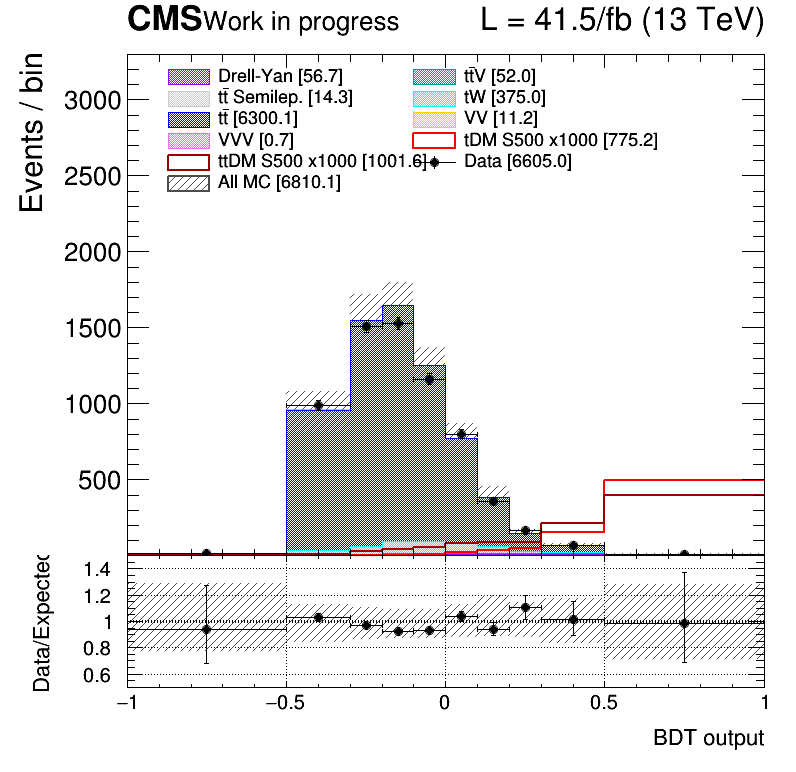 CMS Work in progress L = 41.5/fb (13 TeV)
Drell-Yan [56.7] tt̄V [52.0]
tt̄ Semilep. [14.3] tW [375.0]
tt̄ [6300.1] VV [11.2]
VVV [0.7] tDM S500 x1000 [775.2]
ttDM S500 x1000 [1001.6] Data [6605.0]
All MC [6810.1]
Events / bin
3000
2500
2000
1500
1000
500
Data/Expected
1.4
1.2
1
0.8
0.6
−1 −0.5 0 0.5 1
BDT output